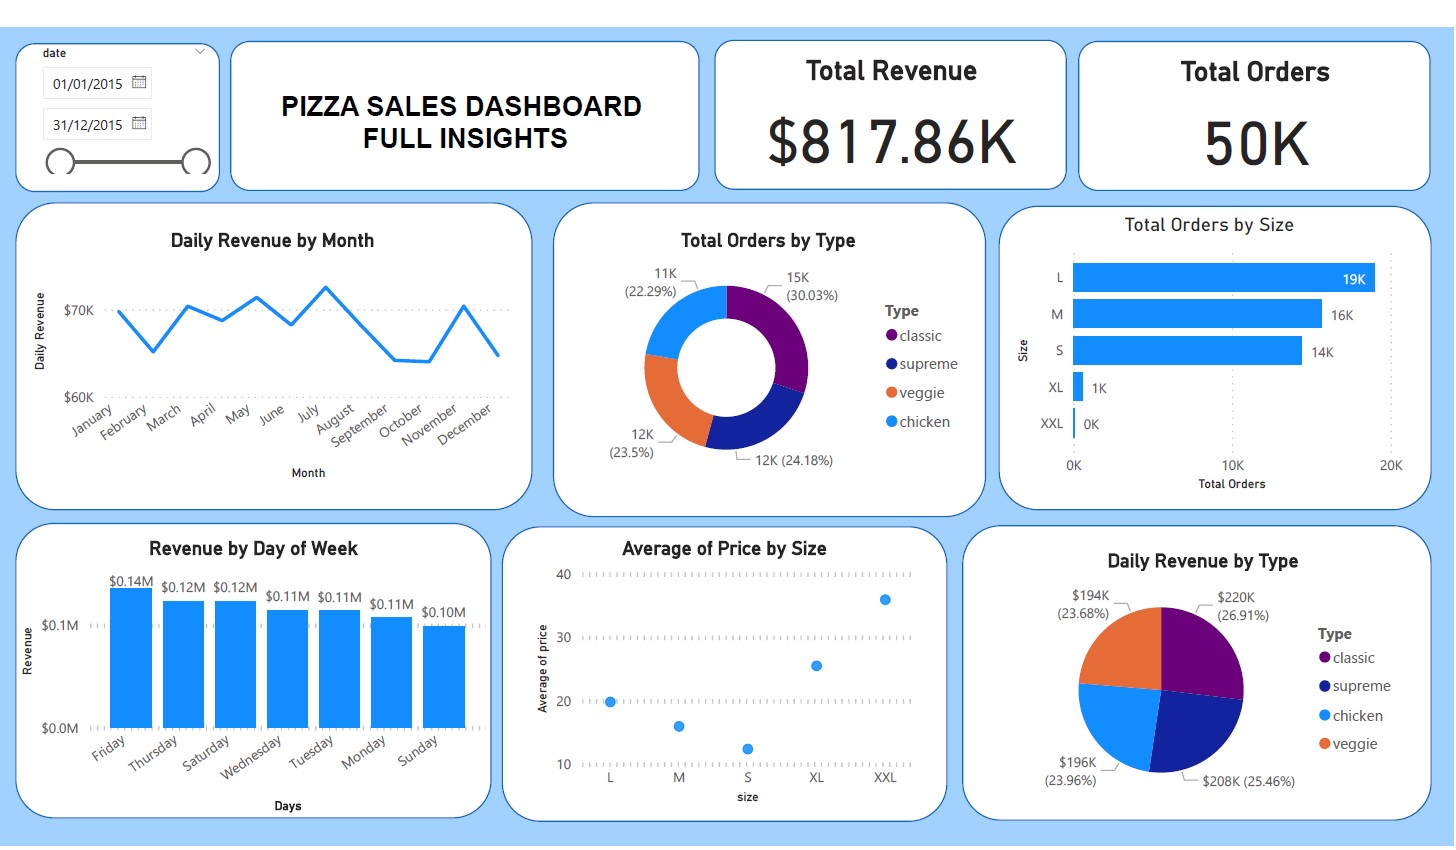 date
01/01/2015
31/12/2015
PIZZA SALES DASHBOARD
FULL INSIGHTS
Total Revenue
$817.86K
Total Orders
50K
Daily Revenue by Month
Daily Revenue
$70K
$60K
January
February
March
April
May
June
July
August
September
October
November
December
Month
Total Orders by Type
11K
(22.29%)
15K
(30.03%)
12K
(23.5%)
12K (24.18%)
Type
classic
supreme
veggie
chicken
Total Orders by Size
Size
L
19K
M
16K
S
14K
XL
1K
XXL
0K
0K
10K
20K
Total Orders
Revenue by Day of Week
Revenue
$0.1M
$0.0M
$0.14M
$0.12M
$0.12M
$0.11M
$0.11M
$0.11M
$0.10M
Friday
Thursday
Saturday
Wednesday
Tuesday
Monday
Sunday
Days
Average of Price by Size
Average of price
40
30
20
10
L
M
S
XL
XXL
size
Daily Revenue by Type
$194K
(23.68%)
$220K
(26.91%)
$196K
(23.96%)
$208K (25.46%)
Type
classic
supreme
chicken
veggie